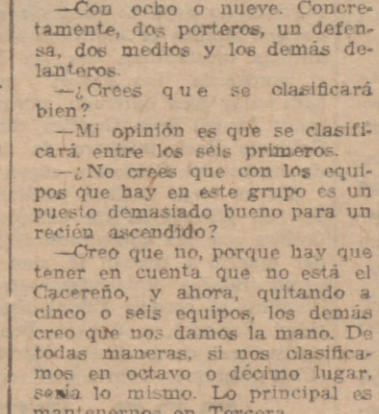 —Con ocho o nueve. Concre-
tamente, dos porteros, un defen-
sa, dos medios y los demás de-
lanteros.
—¿Crees que se clasificará
bien?
—Mi opinión es que se clasifi-
cará entre los seis primeros.
—¿No crees que con los equi-
pos que hay en este grupo es un
puesto demasiado bueno para un
recién ascendido?
—Creo que no, porque hay que
tener en cuenta que no está el
Cacereño, y ahora, quitando a
cinco o seis equipos, los demás
creo que nos damos la mano. De
todas maneras, si nos clasifica-
mos en octavo o décimo lugar,
sería lo mismo. Lo principal es
mantenernos en Tercera